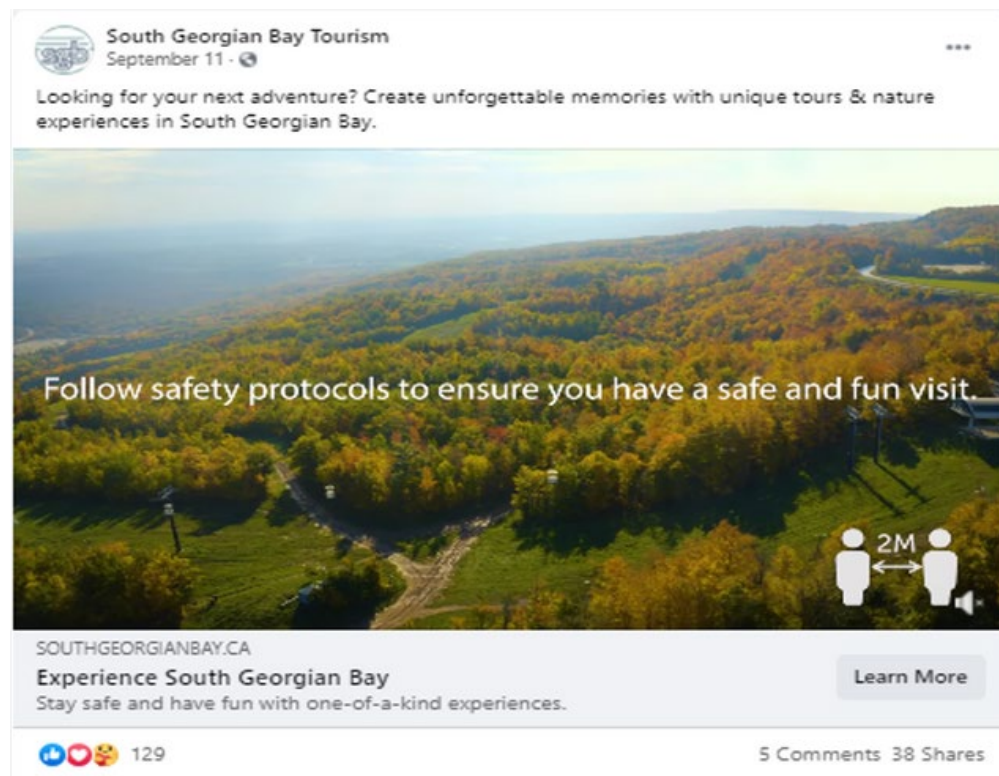 South Georgian Bay Tourism
September 11 ·
Looking for your next adventure? Create unforgettable memories with unique tours & nature
experiences in South Georgian Bay.
Follow safety protocols to ensure you have a safe and fun visit.
2M
SOUTHGEORGIANBAY.CA
Experience South Georgian Bay
Learn More
Stay safe and have fun with one-of-a-kind experiences.
129
5 Comments 38 Shares